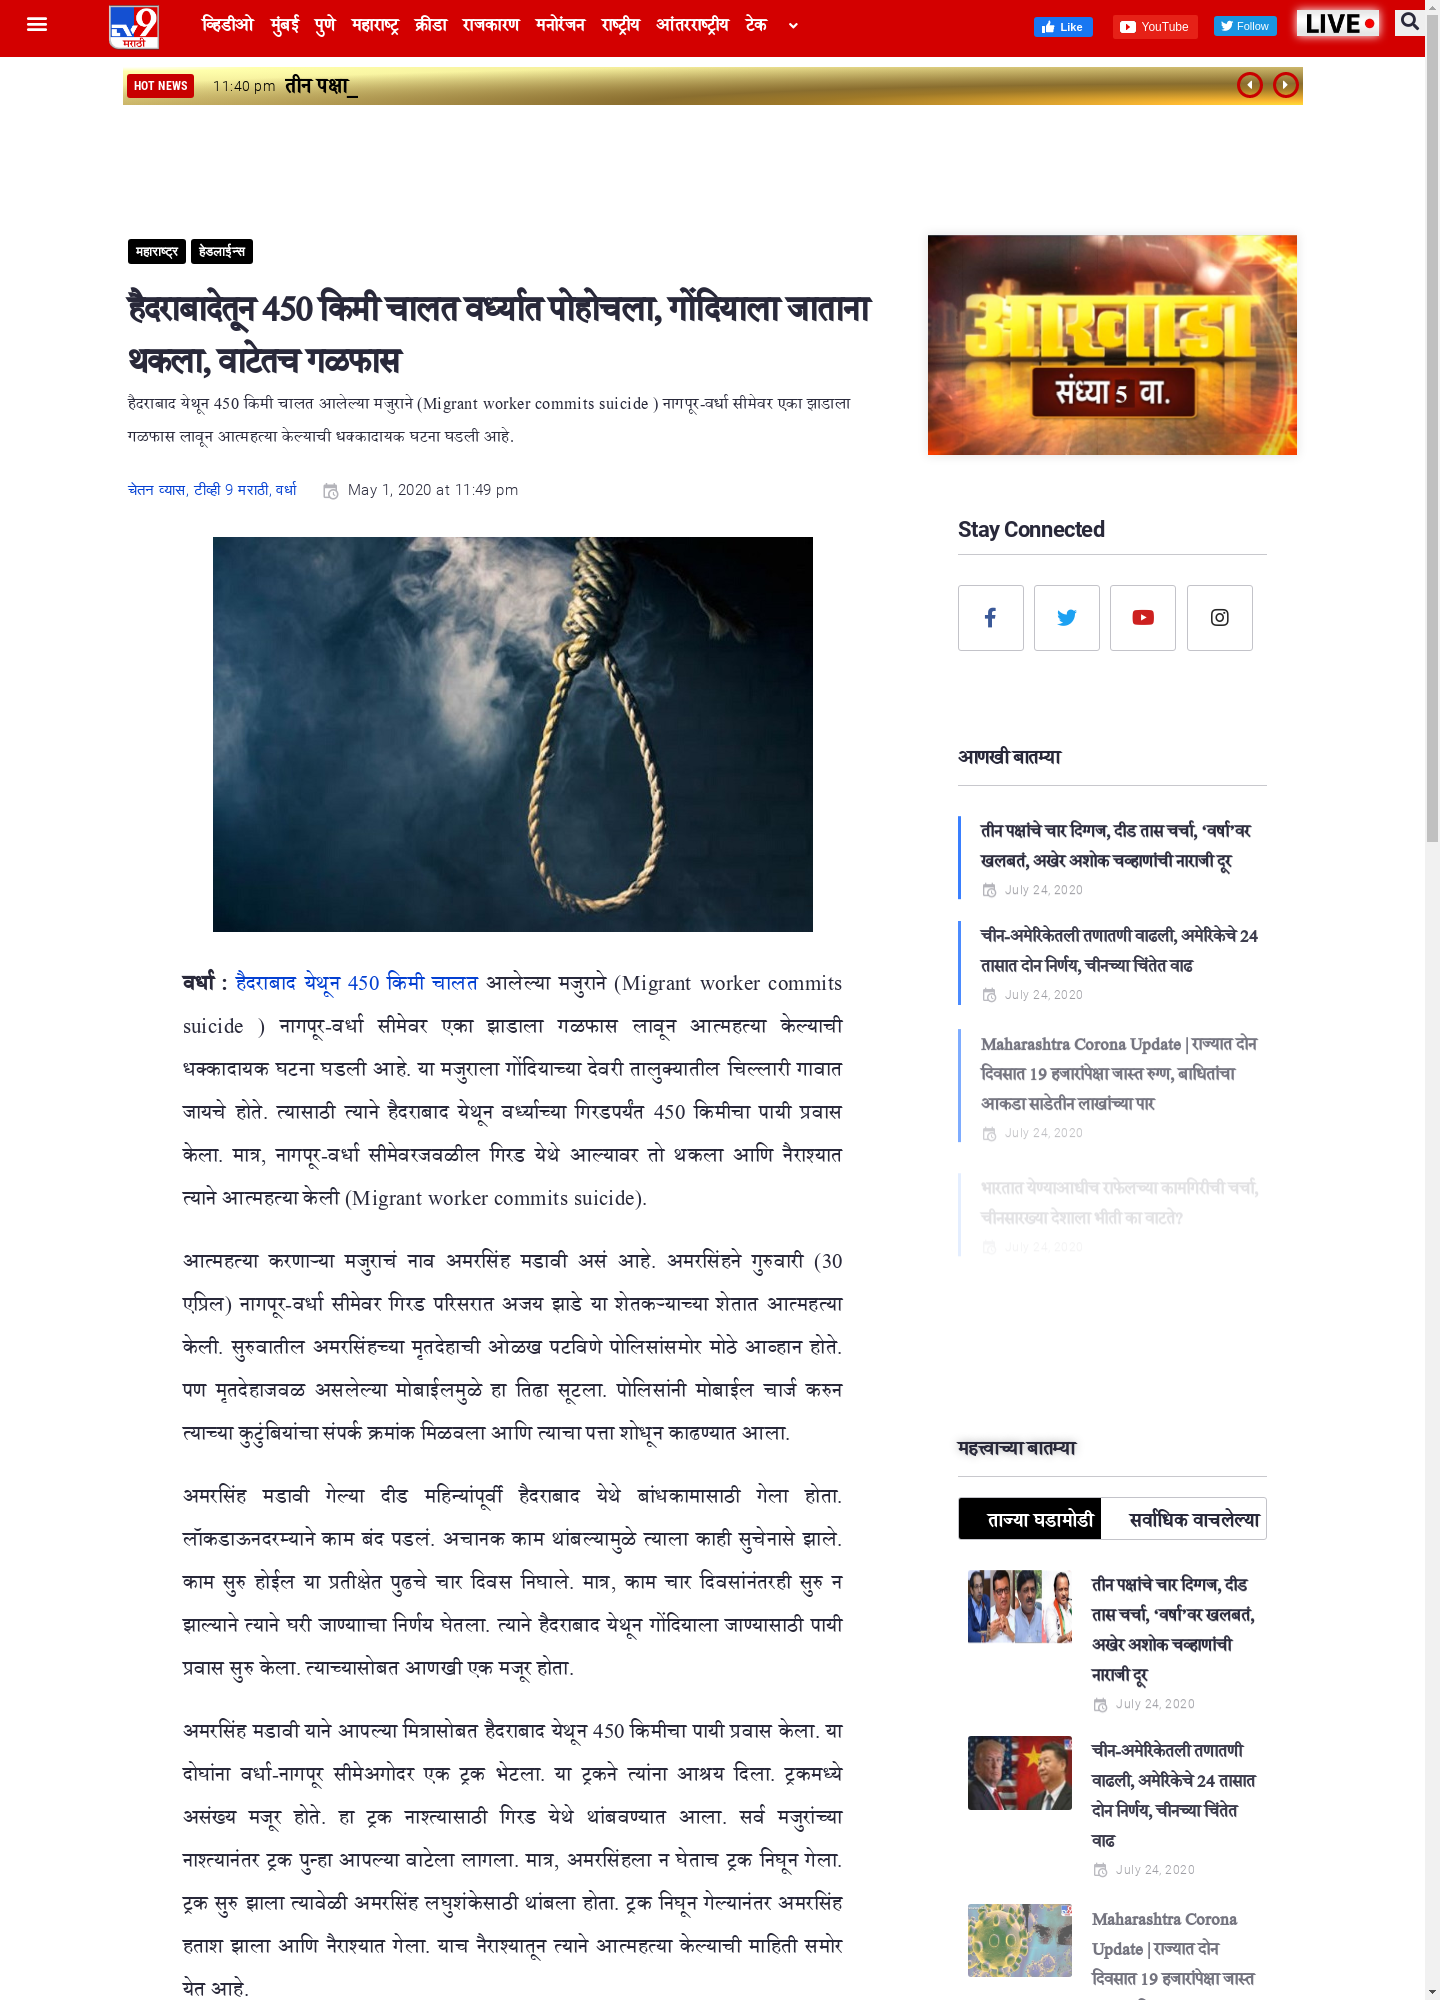 व्हिडीओ मुंबई पुणे महाराष्ट्र क्रीडा राजकारण मनोरंजन राष्ट्रीय आंतरराष्ट्रीय टेक
Like YouTube Follow LIVE
TV9 मराठी
HOT NEWS 11:40 pm तीन पक्षा_
महाराष्ट्र हेडलाईन्स
हैदराबादेतून 450 किमी चालत वर्ध्यात पोहोचला, गोंदियाला जाताना
थकला, वाटेतच गळफास
हैदराबाद येथून 450 किमी चालत आलेल्या मजुराने (Migrant worker commits suicide ) नागपूर-वर्धा सीमेवर एका झाडाला
गळफास लावून आत्महत्या केल्याची धक्कादायक घटना घडली आहे.
चेतन व्यास, टीव्ही 9 मराठी, वर्धा May 1, 2020 at 11:49 pm
वर्धा : हैदराबाद येथून 450 किमी चालत आलेल्या मजुराने (Migrant worker commits
suicide ) नागपूर-वर्धा सीमेवर एका झाडाला गळफास लावून आत्महत्या केल्याची
धक्कादायक घटना घडली आहे. या मजुराला गोंदियाच्या देवरी तालुक्यातील चिल्लारी गावात
जायचे होते. त्यासाठी त्याने हैदराबाद येथून वर्ध्याच्या गिरडपर्यंत 450 किमीचा पायी प्रवास
केला. मात्र, नागपूर-वर्धा सीमेवरजवळील गिरड येथे आल्यावर तो थकला आणि नैराश्यात
त्याने आत्महत्या केली (Migrant worker commits suicide).
आत्महत्या करणाऱ्या मजुराचं नाव अमरसिंह मडावी असं आहे. अमरसिंहने गुरुवारी (30
एप्रिल) नागपूर-वर्धा सीमेवर गिरड परिसरात अजय झाडे या शेतकऱ्याच्या शेतात आत्महत्या
केली. सुरुवातील अमरसिंहच्या मृतदेहाची ओळख पटविणे पोलिसांसमोर मोठे आव्हान होते.
पण मृतदेहाजवळ असलेल्या मोबाईलमुळे हा तिढा सूटला. पोलिसांनी मोबाईल चार्ज करुन
त्याच्या कुटुंबियांचा संपर्क क्रमांक मिळवला आणि त्याचा पत्ता शोधून काढण्यात आला.
अमरसिंह मडावी गेल्या दीड महिन्यांपूर्वी हैदराबाद येथे बांधकामासाठी गेला होता.
लॉकडाऊनदरम्याने काम बंद पडलं. अचानक काम थांबल्यामुळे त्याला काही सुचेनासे झाले.
काम सुरु होईल या प्रतीक्षेत पुढचे चार दिवस निघाले. मात्र, काम चार दिवसांनंतरही सुरु न
झाल्याने त्याने घरी जाण्यााचा निर्णय घेतला. त्याने हैदराबाद येथून गोंदियाला जाण्यासाठी पायी
प्रवास सुरु केला. त्याच्यासोबत आणखी एक मजूर होता.
अमरसिंह मडावी याने आपल्या मित्रासोबत हैदराबाद येथून 450 किमीचा पायी प्रवास केला. या
दोघांना वर्धा-नागपूर सीमेअगोदर एक ट्रक भेटला. या ट्रकने त्यांना आश्रय दिला. ट्रकमध्ये
असंख्य मजूर होते. हा ट्रक नाश्त्यासाठी गिरड येथे थांबवण्यात आला. सर्व मजुरांच्या
नाश्त्यानंतर ट्रक पुन्हा आपल्या वाटेला लागला. मात्र, अमरसिंहला न घेताच ट्रक निघून गेला.
ट्रक सुरु झाला त्यावेळी अमरसिंह लघुशंकेसाठी थांबला होता. ट्रक निघून गेल्यानंतर अमरसिंह
हताश झाला आणि नैराश्यात गेला. याच नैराश्यातून त्याने आत्महत्या केल्याची माहिती समोर
येत आहे.
आखाडा
संध्या 5 वा.
Stay Connected
आणखी बातम्या
तीन पक्षांचे चार दिग्गज, दीड तास चर्चा, ‘वर्षा’वर
खलबतं, अखेर अशोक चव्हाणांची नाराजी दूर
July 24, 2020
चीन-अमेरिकेतली तणातणी वाढली, अमेरिकेचे 24
तासात दोन निर्णय, चीनच्या चिंतेत वाढ
July 24, 2020
Maharashtra Corona Update | राज्यात दोन
दिवसात 19 हजारांपेक्षा जास्त रुग्ण, बाधितांचा
आकडा साडेतीन लाखांच्या पार
July 24, 2020
भारतात येण्याआधीच राफेलच्या कामगिरीची चर्चा,
चीनसारख्या देशाला भीती का वाटते?
July 24, 2020
महत्त्वाच्या बातम्या
ताज्या घडामोडी सर्वाधिक वाचलेल्या
तीन पक्षांचे चार दिग्गज, दीड
तास चर्चा, ‘वर्षा’वर खलबतं,
अखेर अशोक चव्हाणांची
नाराजी दूर
July 24, 2020
चीन-अमेरिकेतली तणातणी
वाढली, अमेरिकेचे 24 तासात
दोन निर्णय, चीनच्या चिंतेत
वाढ
July 24, 2020
Maharashtra Corona
Update | राज्यात दोन
दिवसात 19 हजारांपेक्षा जास्त